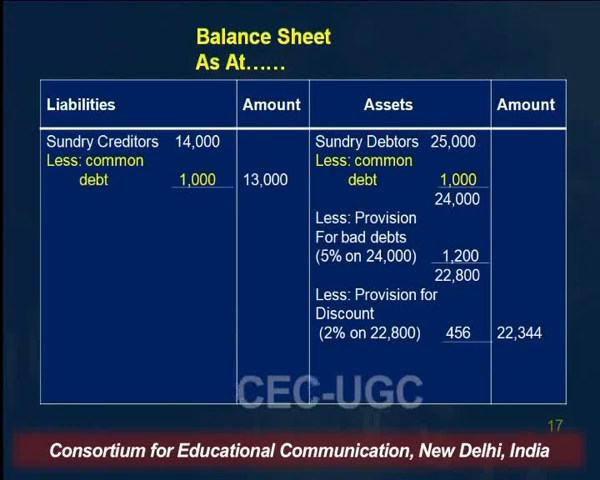 Balance Sheet
As At......
Liabilities Amount Assets Amount
Sundry Creditors 14,000 Sundry Debtors 25,000
Less: common Less: common
debt 1,000 13,000 debt 1,000
24,000
Less: Provision
For bad debts
(5% on 24,000) 1,200
22,800
Less: Provision for
Discount
(2% on 22,800) 456 22,344
CEC-UGC
17
Consortium for Educational Communication, New Delhi, India